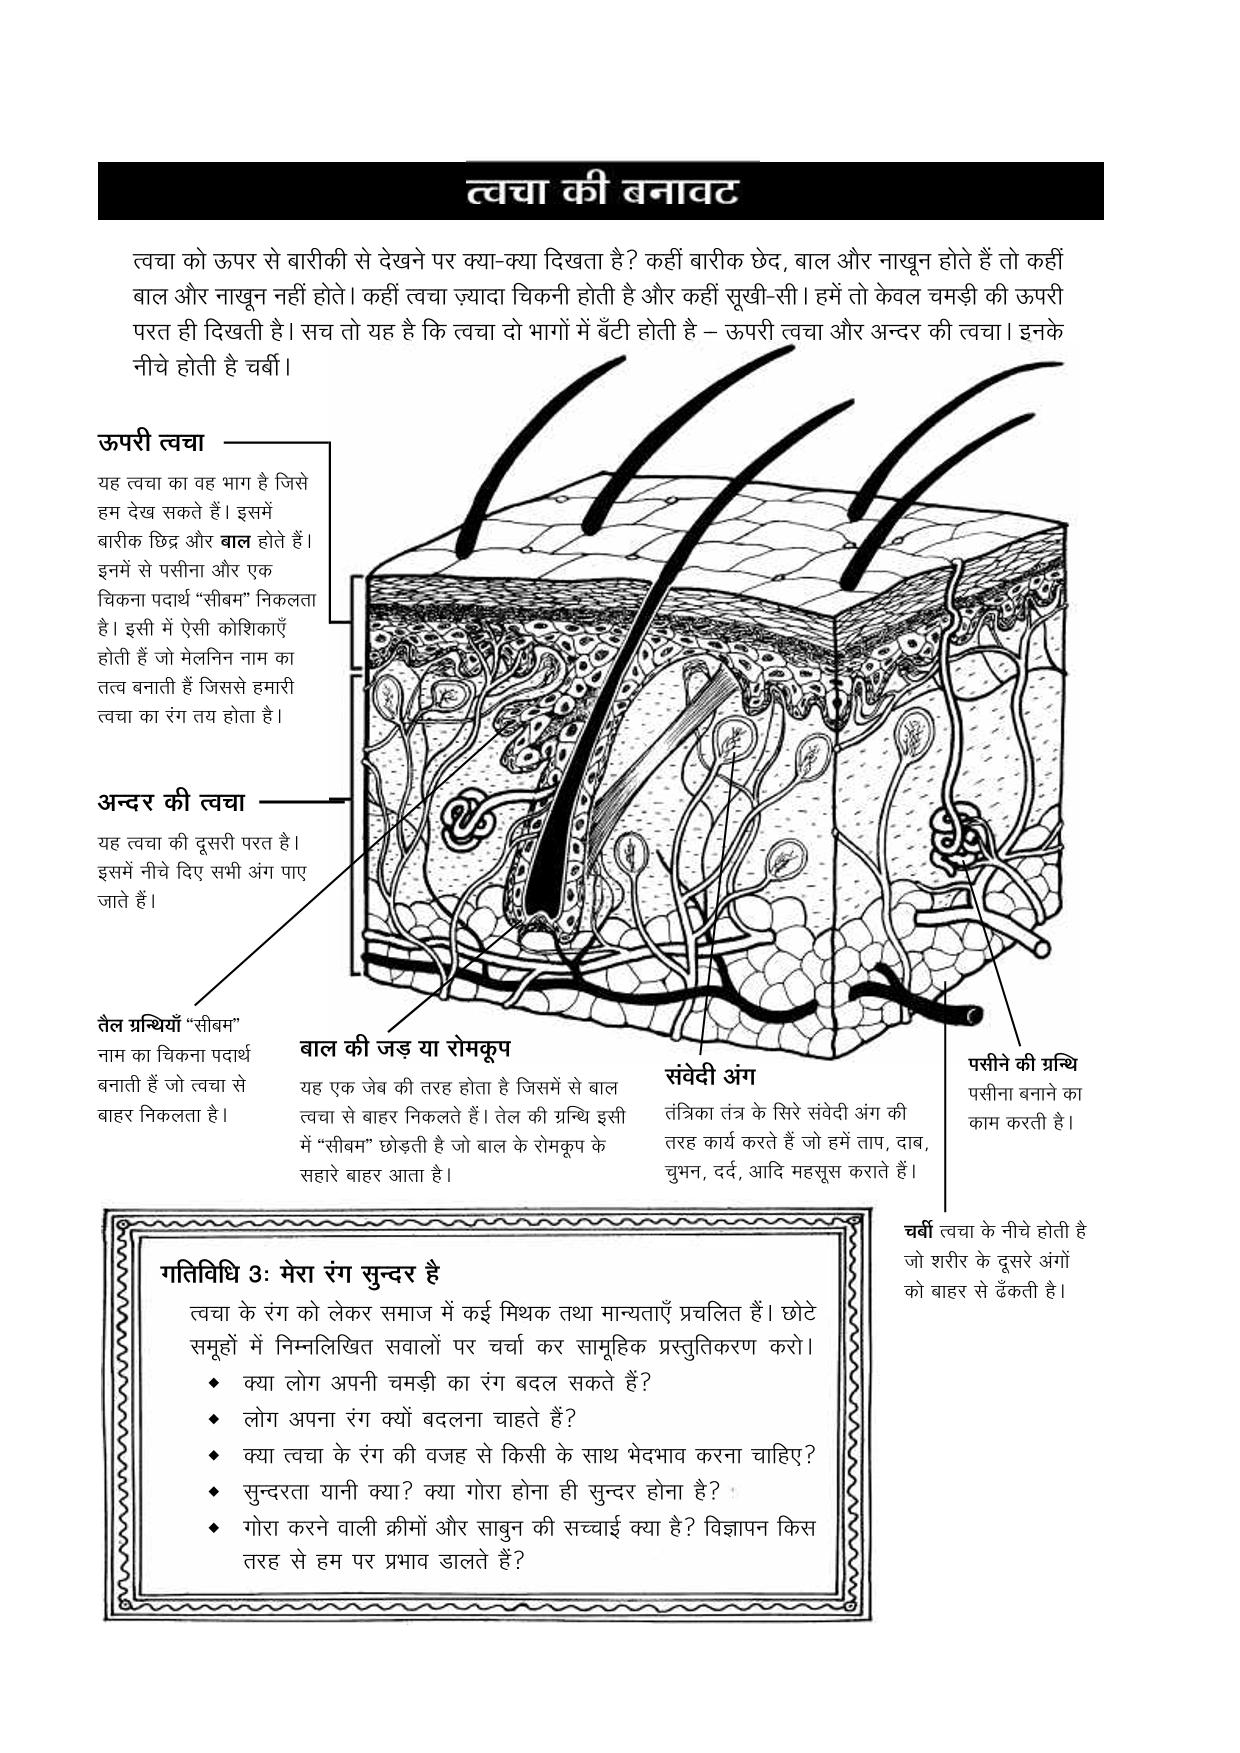 त्वचा की बनावट
त्वचा को ऊपर से बारीकी से देखने पर क्या-क्या दिखता है? कहीं बारीक छेद, बाल और नाखून होते हैं तो कहीं
बाल और नाखून नहीं होते। कहीं त्वचा ज़्यादा चिकनी होती है और कहीं सूखी-सी। हमें तो केवल चमड़ी की ऊपरी
परत ही दिखती है। सच तो यह है कि त्वचा दो भागों में बँटी होती है – ऊपरी त्वचा और अन्दर की त्वचा। इनके
नीचे होती है चर्बी।
ऊपरी त्वचा
यह त्वचा का वह भाग है जिसे
हम देख सकते हैं। इसमें
बारीक छिद्र और बाल होते हैं।
इनमें से पसीना और एक
चिकना पदार्थ “सीबम” निकलता
है। इसी में ऐसी कोशिकाएँ
होती हैं जो मेलनिन नाम का
तत्व बनाती हैं जिससे हमारी
त्वचा का रंग तय होता है।
अन्दर की त्वचा
यह त्वचा की दूसरी परत है।
इसमें नीचे दिए सभी अंग पाए
जाते हैं।
तैल ग्रन्थियाँ “सीबम”
नाम का चिकना पदार्थ
बनाती हैं जो त्वचा से
बाहर निकलता है।
बाल की जड़ या रोमकूप
यह एक जेब की तरह होता है जिसमें से बाल
त्वचा से बाहर निकलते हैं। तेल की ग्रन्थि इसी
में “सीबम” छोड़ती है जो बाल के रोमकूप के
सहारे बाहर आता है।
संवेदी अंग
तंत्रिका तंत्र के सिरे संवेदी अंग की
तरह कार्य करते हैं जो हमें ताप, दाब,
चुभन, दर्द, आदि महसूस कराते हैं।
पसीने की ग्रन्थि
पसीना बनाने का
काम करती है।
चर्बी त्वचा के नीचे होती है
जो शरीर के दूसरे अंगों
को बाहर से ढँकती है।
गतिविधि 3: मेरा रंग सुन्दर है
त्वचा के रंग को लेकर समाज में कई मिथक तथा मान्यताएँ प्रचलित हैं। छोटे
समूहों में निम्नलिखित सवालों पर चर्चा कर सामूहिक प्रस्तुतिकरण करो।
◆ क्या लोग अपनी चमड़ी का रंग बदल सकते हैं?
◆ लोग अपना रंग क्यों बदलना चाहते हैं?
◆ क्या त्वचा के रंग की वजह से किसी के साथ भेदभाव करना चाहिए?
◆ सुन्दरता यानी क्या? क्या गोरा होना ही सुन्दर होना है?
◆ गोरा करने वाली क्रीमों और साबुन की सच्चाई क्या है? विज्ञापन किस
तरह से हम पर प्रभाव डालते हैं?